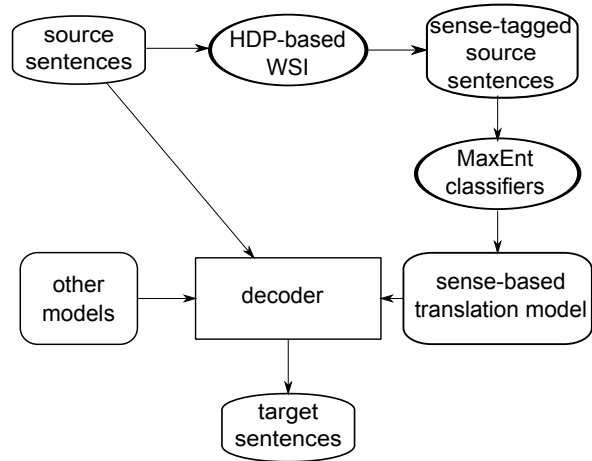 source
sentences
HDP-based
WSI
sense-tagged
source
sentences
MaxEnt
classifiers
other
models
decoder
sense-based
translation model
target
sentences